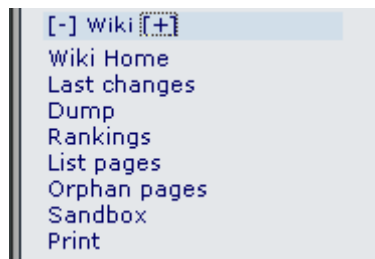 [-] Wiki [+]
Wiki Home
Last changes
Dump
Rankings
List pages
Orphan pages
Sandbox
Print